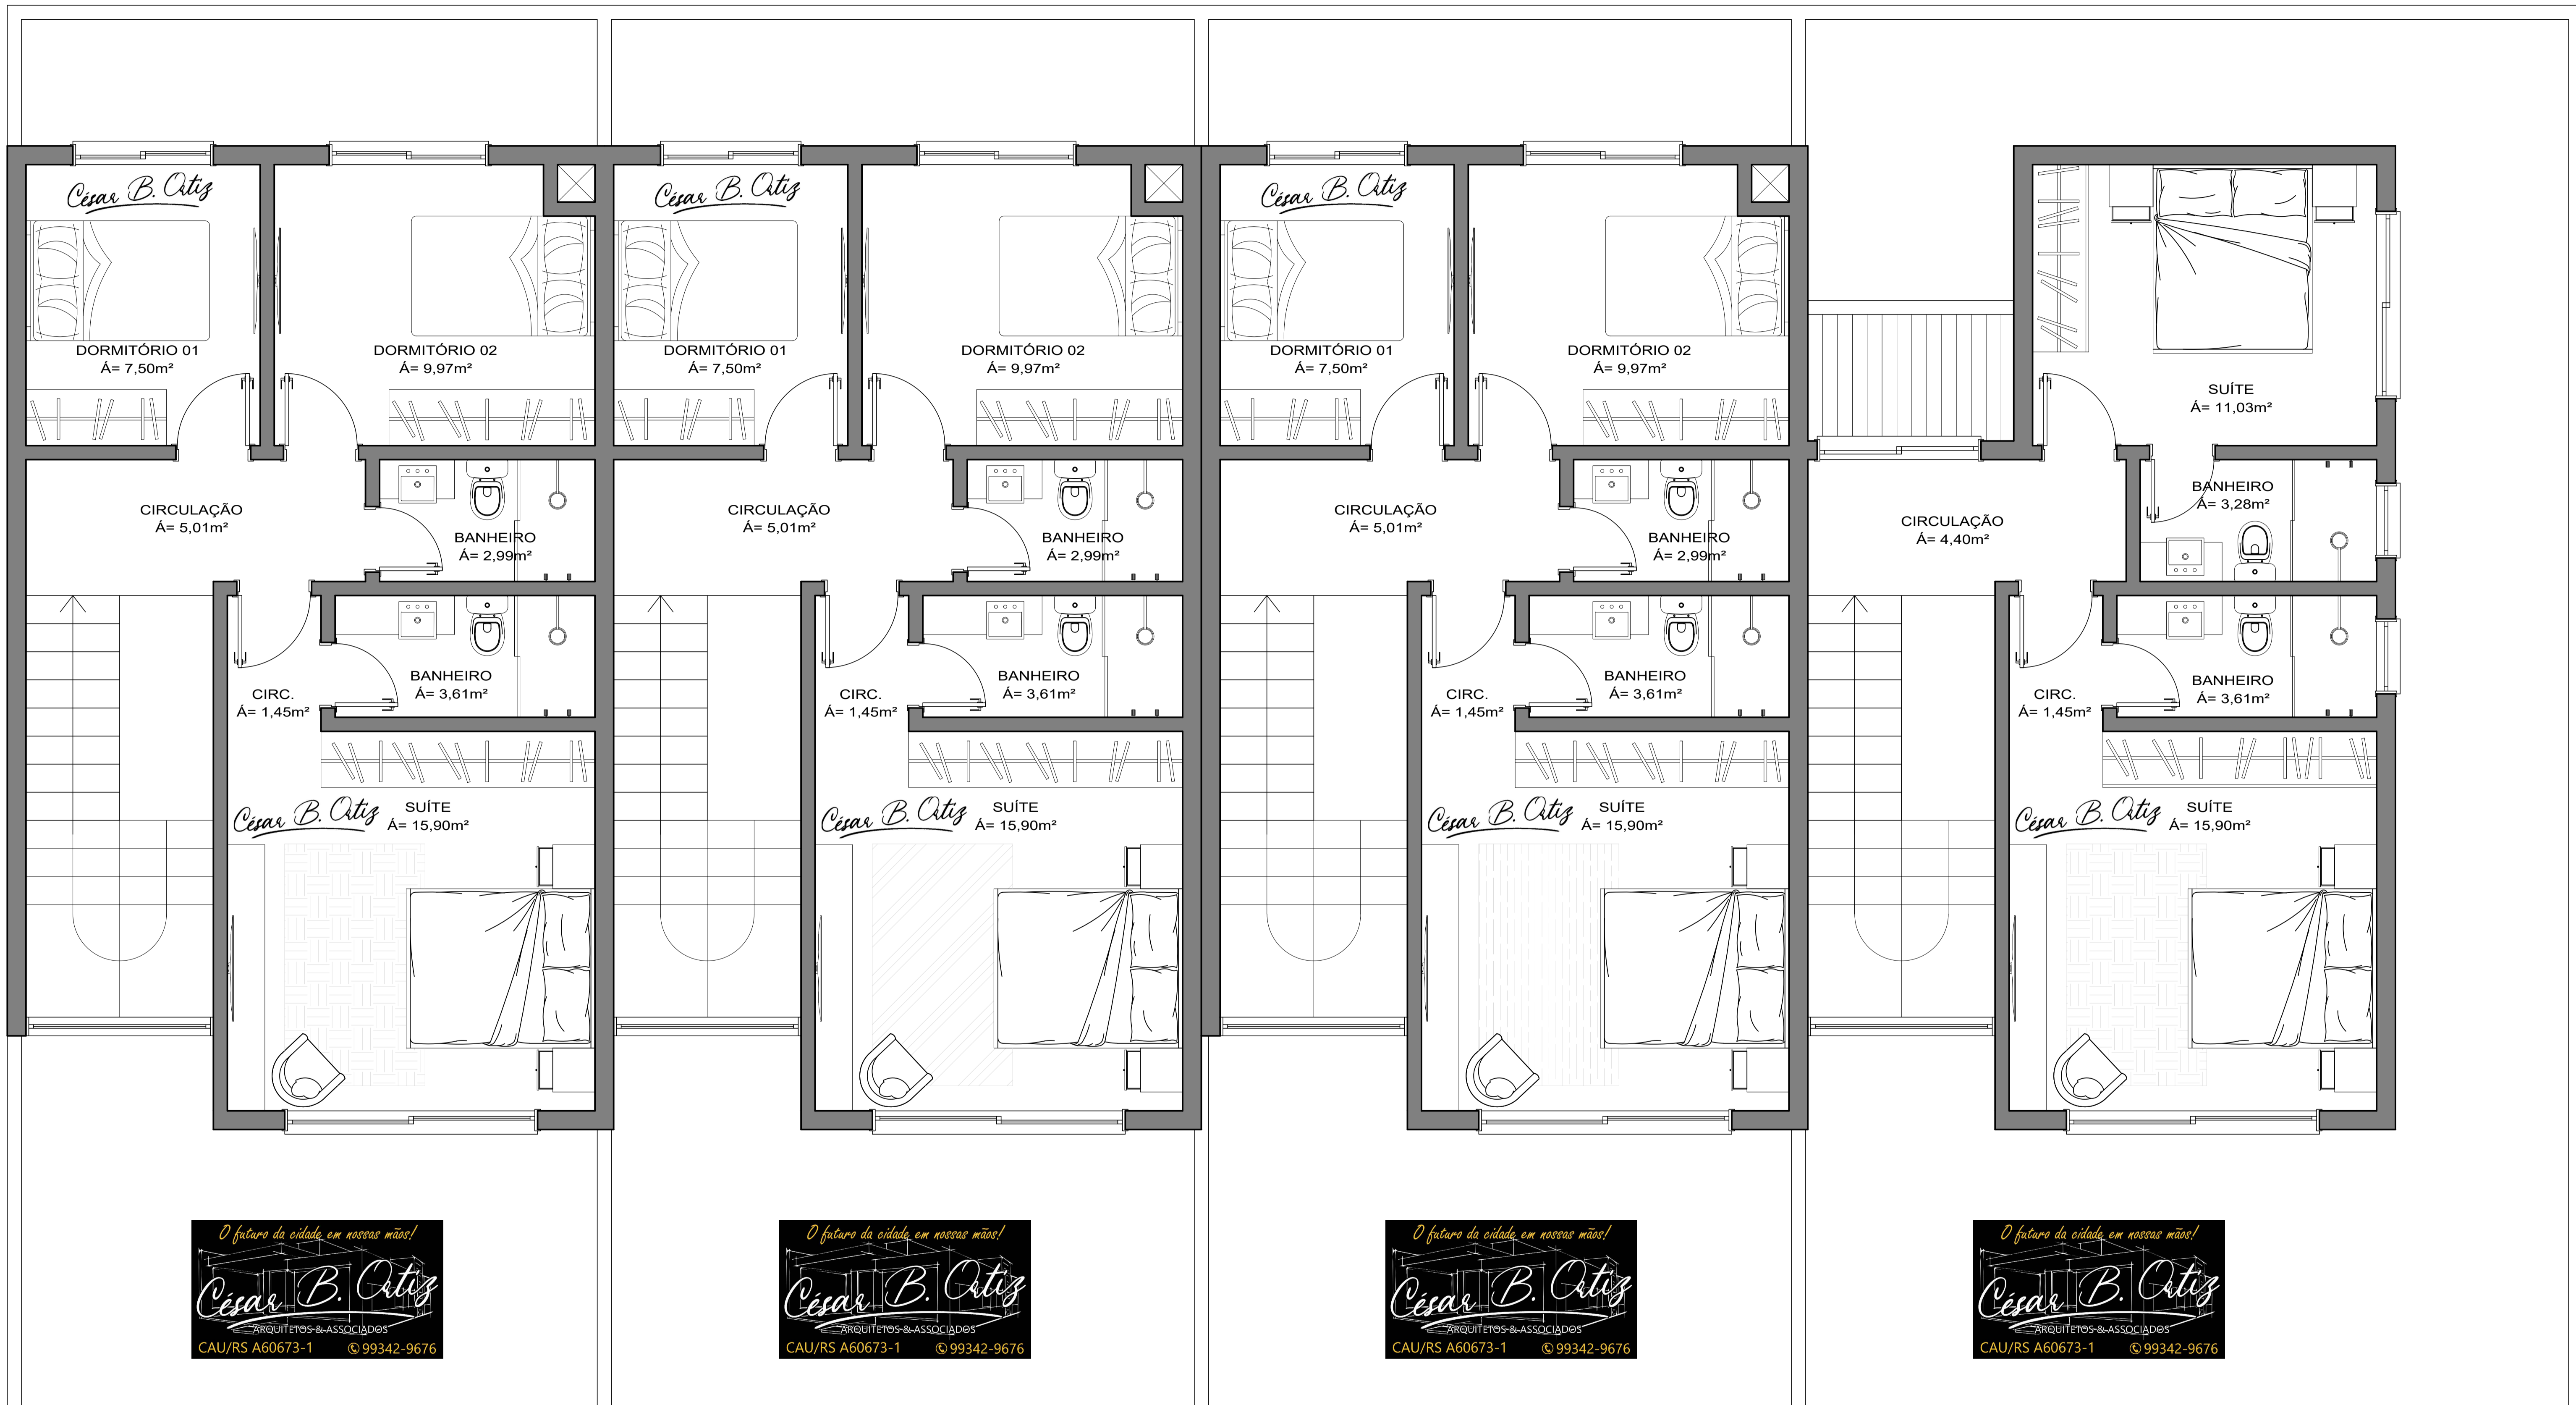 César B. Ortiz
DORMITÓRIO 01
Á= 7,50m²
DORMITÓRIO 02
Á= 9,97m²
CIRCULAÇÃO
Á= 5,01m²
BANHEIRO
Á= 2,99m²
CIRC.
Á= 1,45m²
BANHEIRO
Á= 3,61m²
César B. Ortiz
SUÍTE
Á= 15,90m²
O futuro da cidade em nossas mãos!
César B. Ortiz
ARQUITETOS & ASSOCIADOS
CAU/RS A60673-1 99342-9676
César B. Ortiz
DORMITÓRIO 01
Á= 7,50m²
DORMITÓRIO 02
Á= 9,97m²
CIRCULAÇÃO
Á= 5,01m²
BANHEIRO
Á= 2,99m²
CIRC.
Á= 1,45m²
BANHEIRO
Á= 3,61m²
César B. Ortiz
SUÍTE
Á= 15,90m²
O futuro da cidade em nossas mãos!
César B. Ortiz
ARQUITETOS & ASSOCIADOS
CAU/RS A60673-1 99342-9676
César B. Ortiz
DORMITÓRIO 01
Á= 7,50m²
DORMITÓRIO 02
Á= 9,97m²
CIRCULAÇÃO
Á= 5,01m²
BANHEIRO
Á= 2,99m²
CIRC.
Á= 1,45m²
BANHEIRO
Á= 3,61m²
César B. Ortiz
SUÍTE
Á= 15,90m²
O futuro da cidade em nossas mãos!
César B. Ortiz
ARQUITETOS & ASSOCIADOS
CAU/RS A60673-1 99342-9676
SUÍTE
Á= 11,03m²
BANHEIRO
Á= 3,28m²
CIRCULAÇÃO
Á= 4,40m²
CIRC.
Á= 1,45m²
BANHEIRO
Á= 3,61m²
César B. Ortiz
SUÍTE
Á= 15,90m²
O futuro da cidade em nossas mãos!
César B. Ortiz
ARQUITETOS & ASSOCIADOS
CAU/RS A60673-1 99342-9676